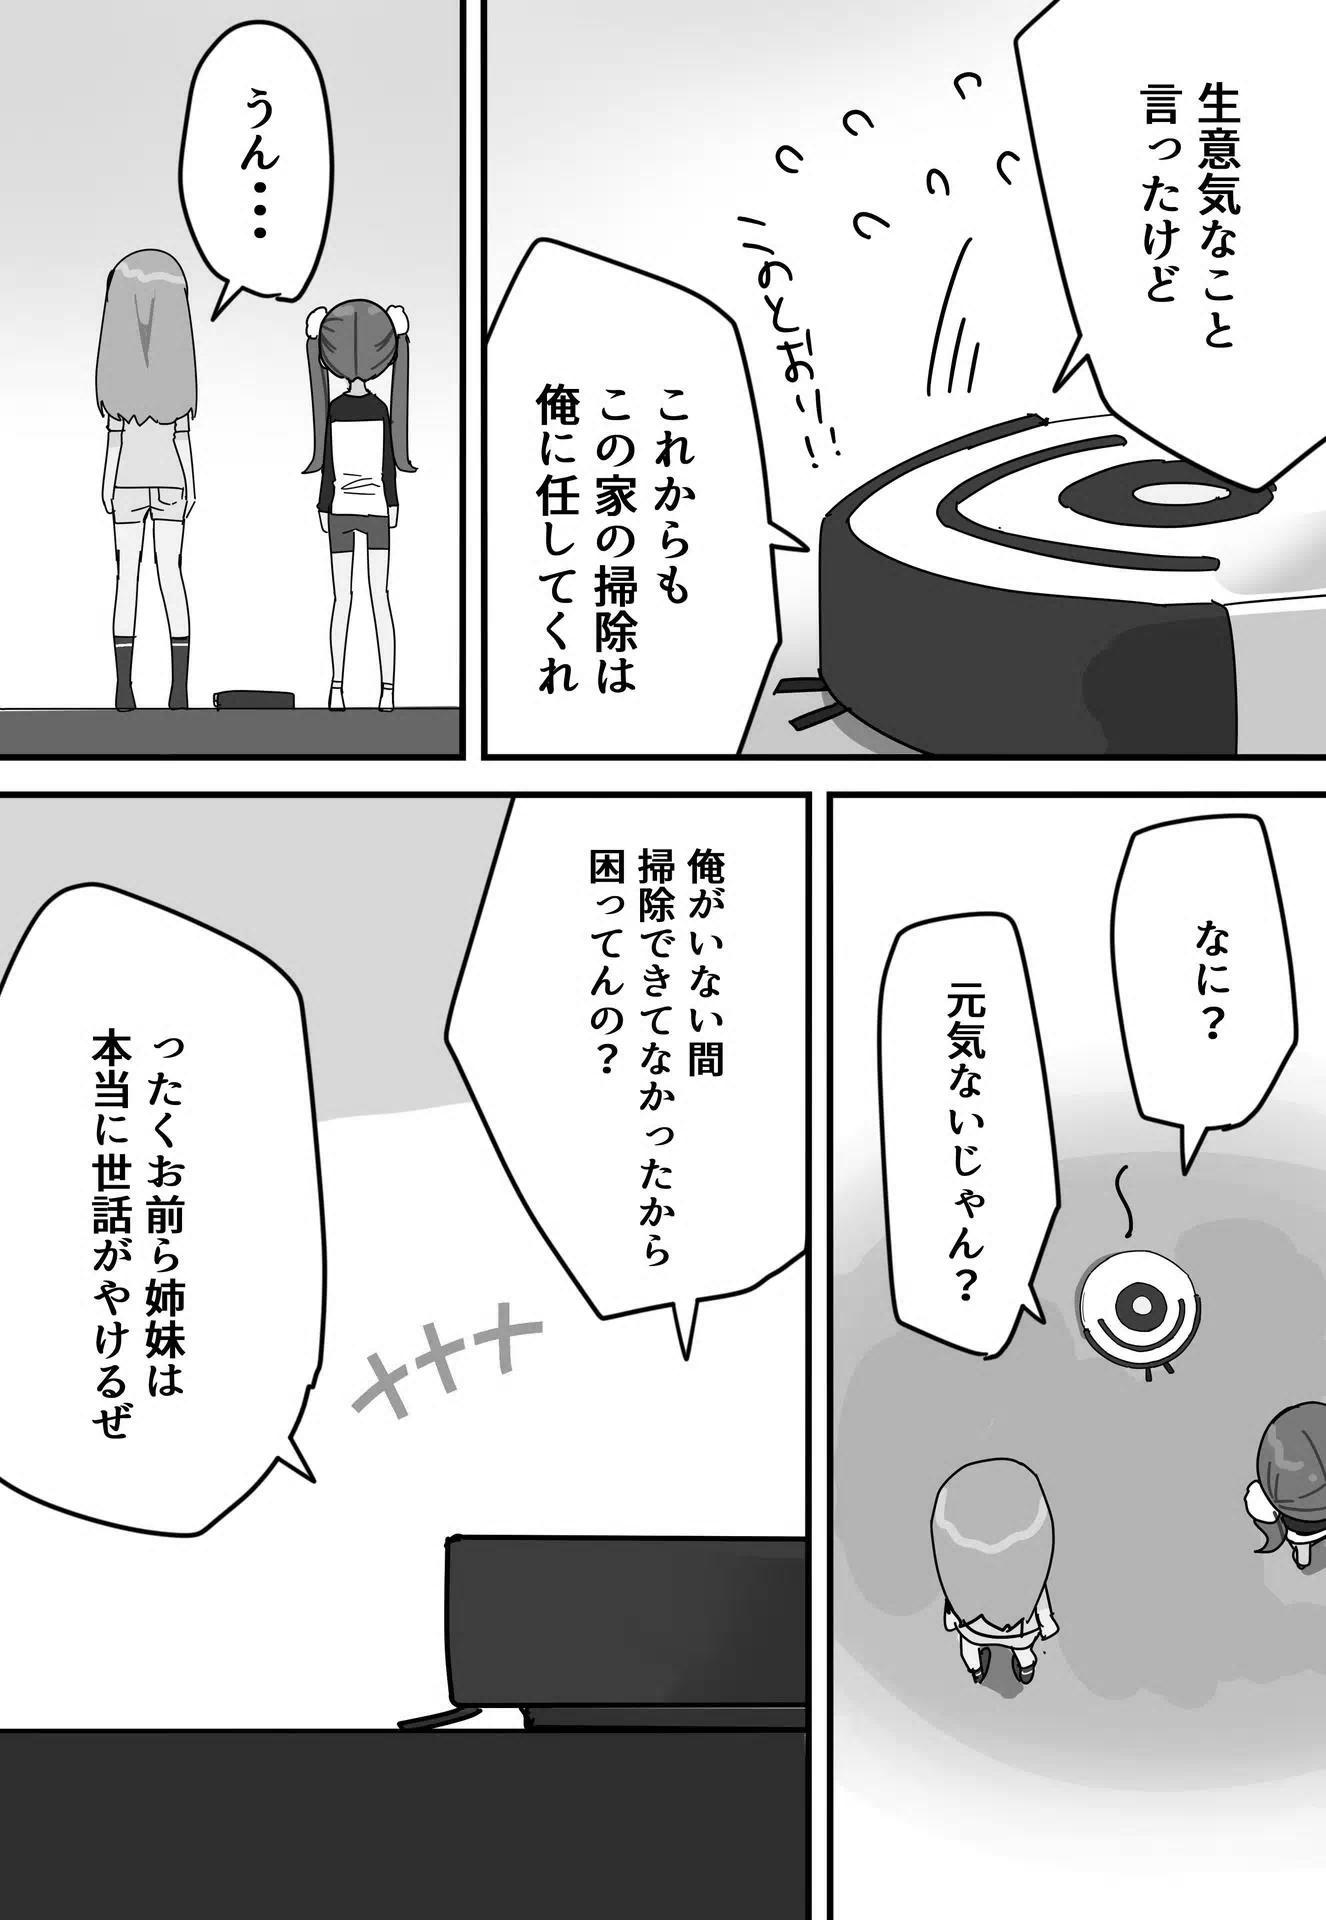 生意気なこと
言ったけど
このとおり!!
これからも
この家の掃除は
俺に任してくれ
うん・・・
なに?
元気ないじゃん?
俺がいない間
掃除できてなかったから
困ってんの?
ったくお前ら姉妹は
本当に世話がやけるぜ